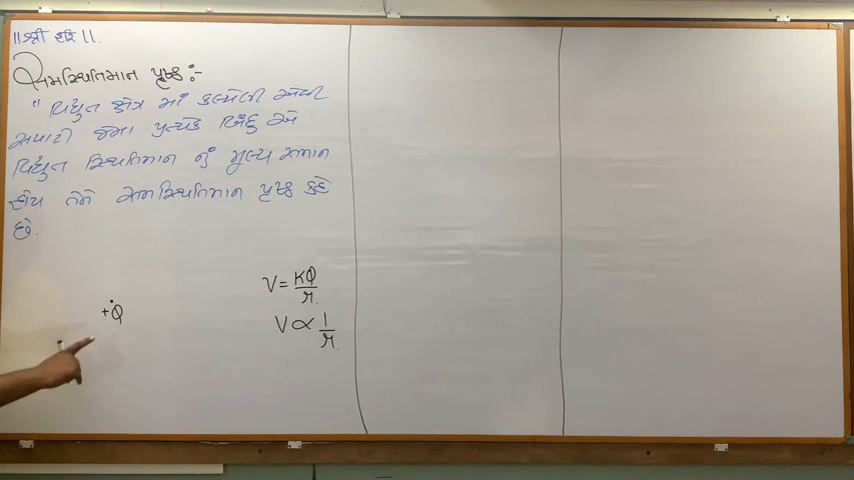 ॥ શ્રી હરિ ॥.
સમસ્થિતિમાન પૃષ્ઠ :-
" વિદ્યુત ક્ષેત્ર માં કલ્પેલી એવી
સપાટી જેમા પ્રત્યેક બિંદુ એ
વિદ્યુત સ્થિતિમાન નું મુલ્ય સમાન
હોય તેને સમસ્થિતિમાન પૃષ્ઠ કહે
છે.
V = KQ/r.
+Q
V ∝ 1/r.